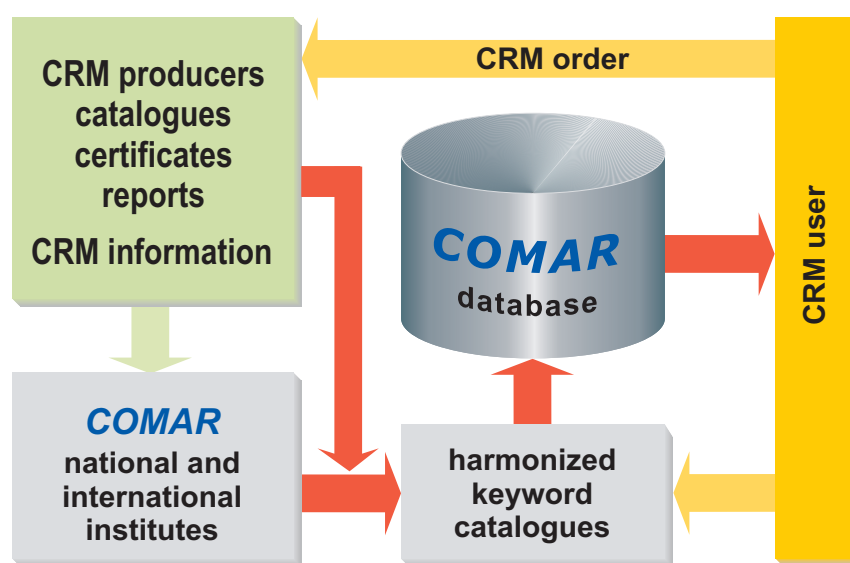 CRM producers
catalogues
certificates
reports
CRM information
CRM order
COMAR
database
CRM user
COMAR
national and
international
institutes
harmonized
keyword
catalogues